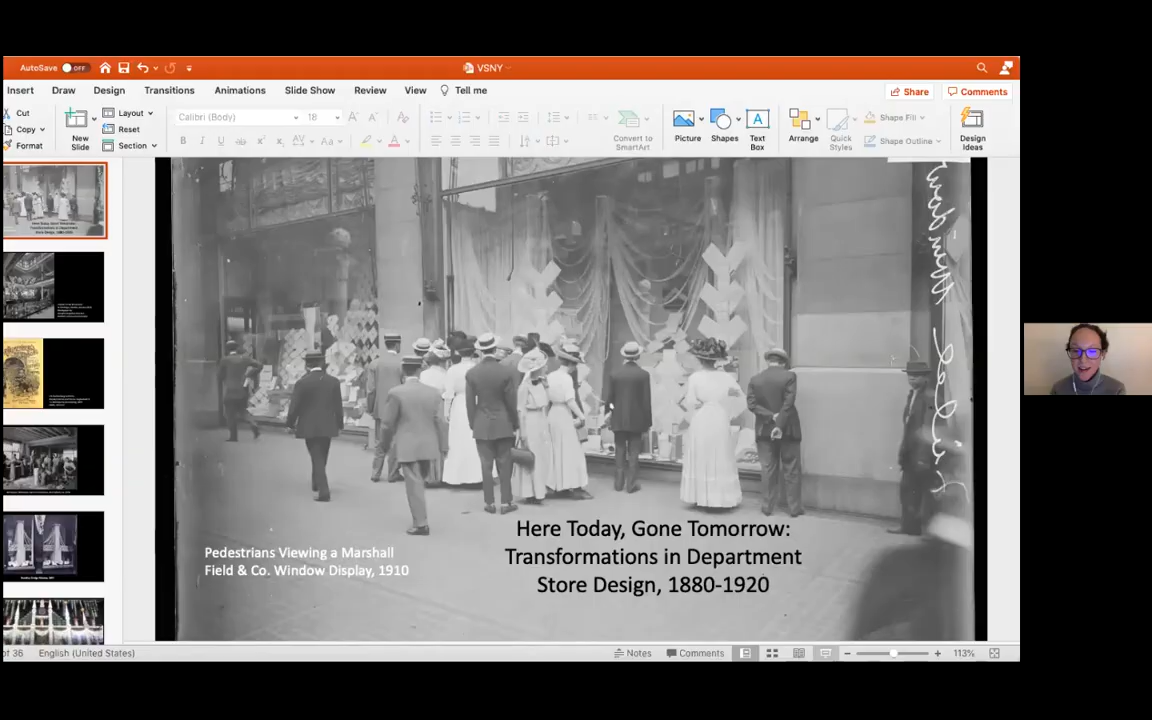 AutoSave OFF
VSNY
Insert Draw Design Transitions Animations Slide Show Review View Tell me
Share Comments
Cut
Copy
Format
New
Slide
Layout
Reset
Section
Calibri (Body) 18
Convert to
SmartArt
Picture
Shapes
Text
Box
Arrange
Quick
Styles
Shape Fill
Shape Outline
Design
Ideas
Window
Pedestrians Viewing a Marshall
Field & Co. Window Display, 1910
Here Today, Gone Tomorrow:
Transformations in Department
Store Design, 1880-1920
of 36 English (United States)
Notes Comments 113%